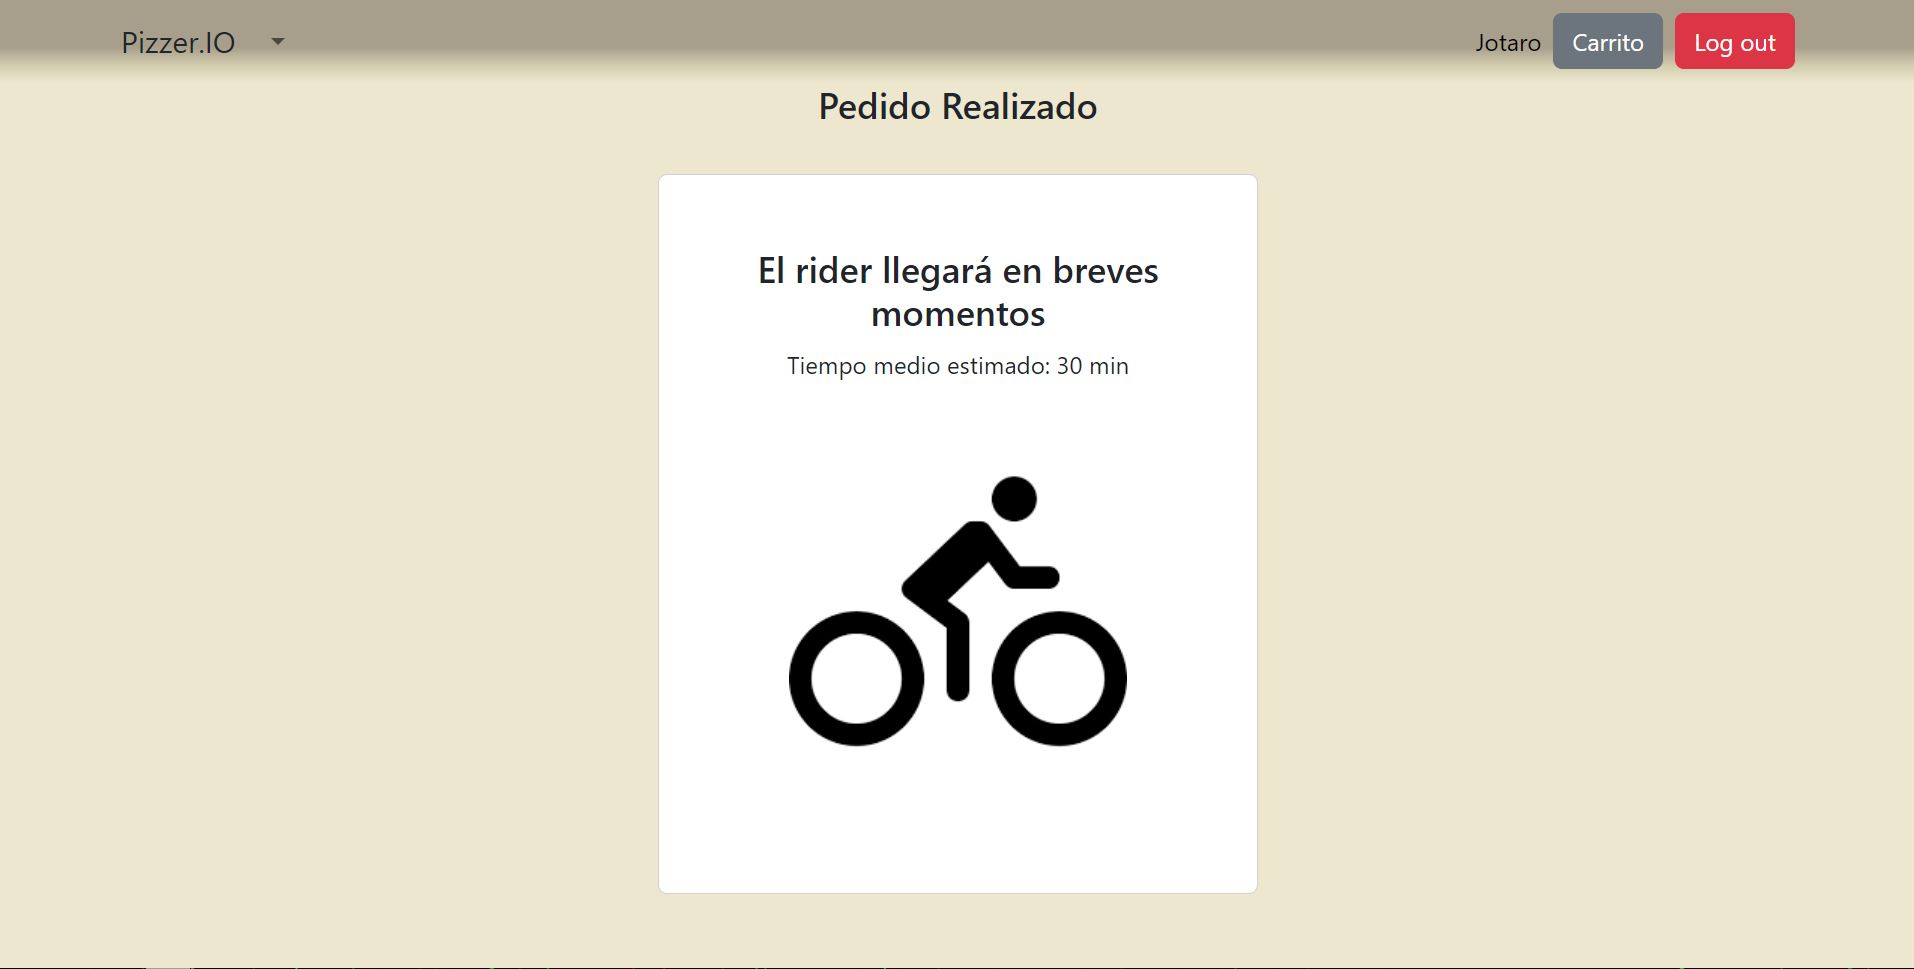 Pizzer.IO
Jotaro
Carrito
Log out
Pedido Realizado
El rider llegará en breves
momentos
Tiempo medio estimado: 30 min